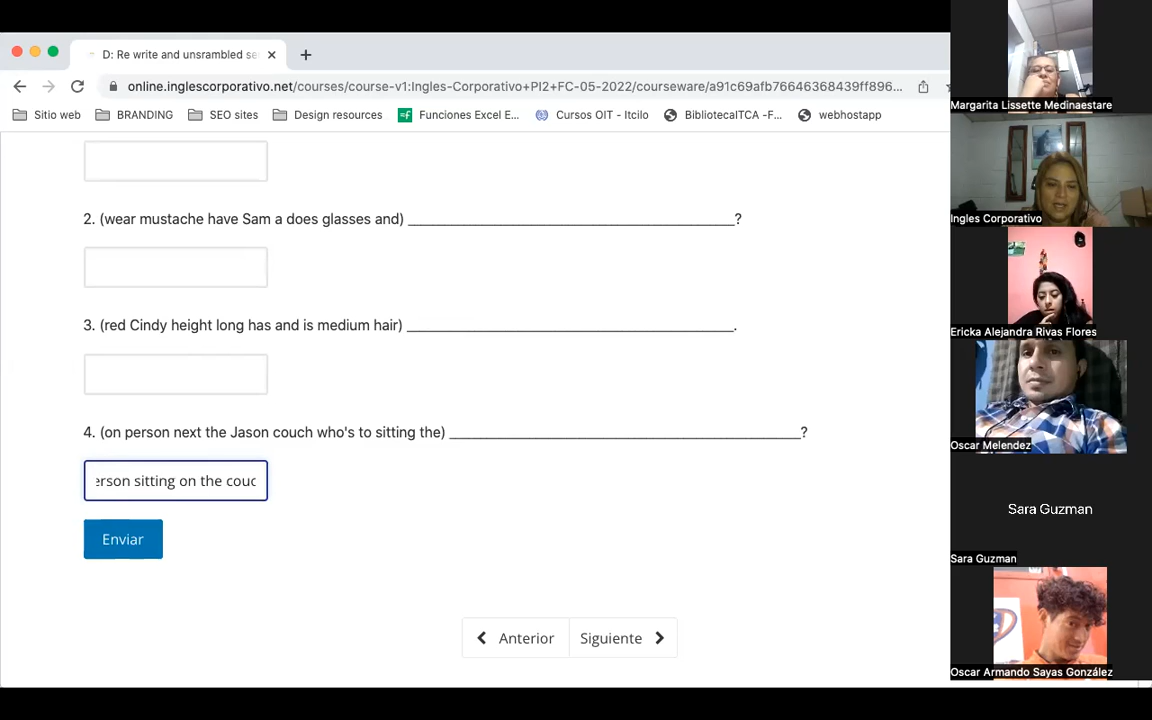 D: Re write and unsrambled se
online.inglescorporativo.net/courses/course-v1:Ingles-Corporativo+PI2+FC-05-2022/courseware/a91c69afb76646368439ff896...
Sitio web BRANDING SEO sites Design resources Funciones Excel E... Cursos OIT - Itcilo BibliotecaITCA -F... webhostapp
2. (wear mustache have Sam a does glasses and) ________________________________________?
3. (red Cindy height long has and is medium hair) ________________________________________.
4. (on person next the Jason couch who's to sitting the) ___________________________________________?
erson sitting on the couc
Enviar
Anterior Siguiente
Margarita Lissette Medinaestare
Ingles Corporativo
Ericka Alejandra Rivas Flores
Oscar Melendez
Sara Guzman
Sara Guzman
Oscar Armando Sayas González